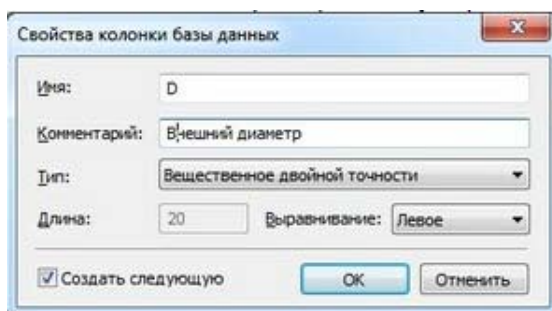 Свойства колонки базы данных
Имя: D
Комментарий: Внешний диаметр
Тип: Вещественное двойной точности
Длина: 20 Выравнивание: Левое
Создать следующую OK Отменить